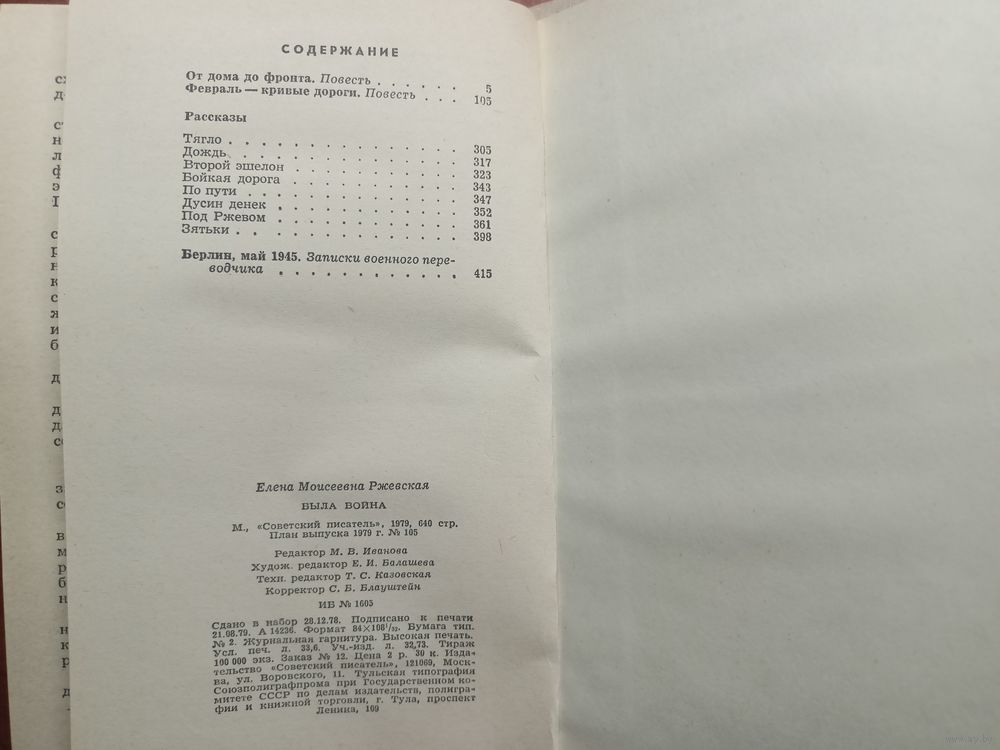 СОДЕРЖАНИЕ
От дома до фронта. Повесть . . . . . . 5
Февраль — кривые дороги. Повесть . . . 105
Рассказы
Тягло . . . . . . . . . . . . . . . 305
Дождь . . . . . . . . . . . . . . 317
Второй эшелон . . . . . . . . . . . 323
Бойкая дорога . . . . . . . . . . . 343
По пути . . . . . . . . . . . . . . 347
Дусин денек . . . . . . . . . . . . 352
Под Ржевом . . . . . . . . . . . . 361
Зятьки . . . . . . . . . . . . . . 398
Берлин, май 1945. Записки военного пере-
водчика . . . . . . . . . . . . 415
Елена Моисеевна Ржевская
БЫЛА ВОЙНА
М., «Советский писатель», 1979, 640 стр.
План выпуска 1979 г. № 105
Редактор М. В. Иванова
Худож. редактор Е. И. Балашева
Техн. редактор Т. С. Казовская
Корректор С. Б. Блауштейн
ИБ № 1605
Сдано в набор 28.12.78. Подписано к печати
21.08.79. А 14236. Формат 84×108¹/₃₂. Бумага тип.
№ 2. Журнальная гарнитура. Высокая печать.
Усл. печ. л. 33,6. Уч.-изд. л. 32,73. Тираж
100 000 экз. Заказ № 12. Цена 2 р. 30 к. Изда-
тельство «Советский писатель», 121069, Моск-
ва, ул. Воровского, 11. Тульская типография
Союзполиграфпрома при Государственном ко-
митете СССР по делам издательств, полигра-
фии и книжной торговли, г. Тула, проспект
Ленина, 109